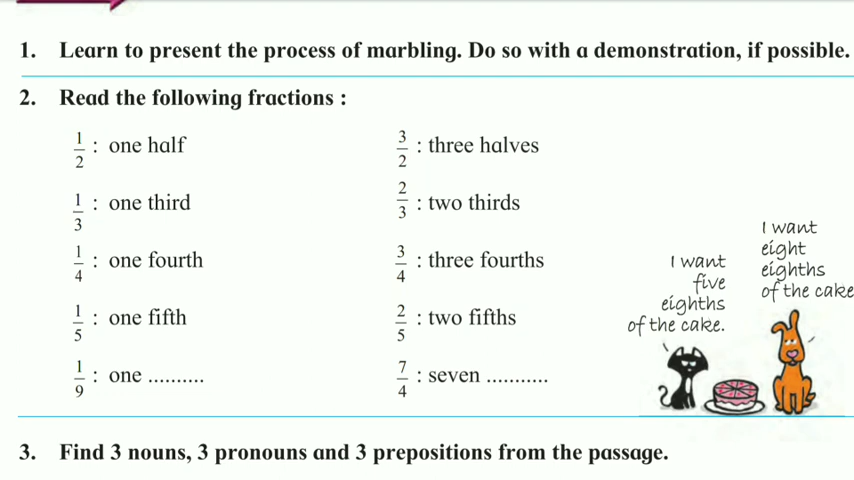 1. Learn to present the process of marbling. Do so with a demonstration, if possible.
2. Read the following fractions :
1/2 : one half
3/2 : three halves
1/3 : one third
2/3 : two thirds
1/4 : one fourth
3/4 : three fourths
1/5 : one fifth
2/5 : two fifths
1/9 : one ..........
7/4 : seven ...........
I want
five
eighths
of the cake.
I want
eight
eighths
of the cake
3. Find 3 nouns, 3 pronouns and 3 prepositions from the passage.